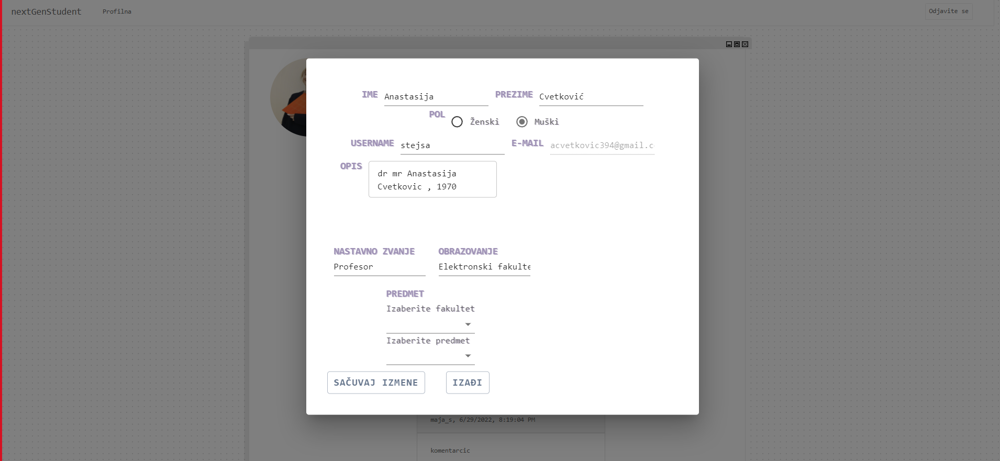 nextGenStudent Profilna Odjavite se
IME Anastasija PREZIME Cvetković
POL Ženski Muški
USERNAME stejsa E-MAIL acvetkovic394@gmail.c
OPIS dr mr Anastasija
Cvetkovic , 1970
NASTAVNO ZVANJE OBRAZOVANJE
Profesor Elektronski fakulte
PREDMET
Izaberite fakultet
Izaberite predmet
SAČUVAJ IZMENE IZAĐI
maja_s, 6/29/2022, 8:19:04 PM
komentarcic